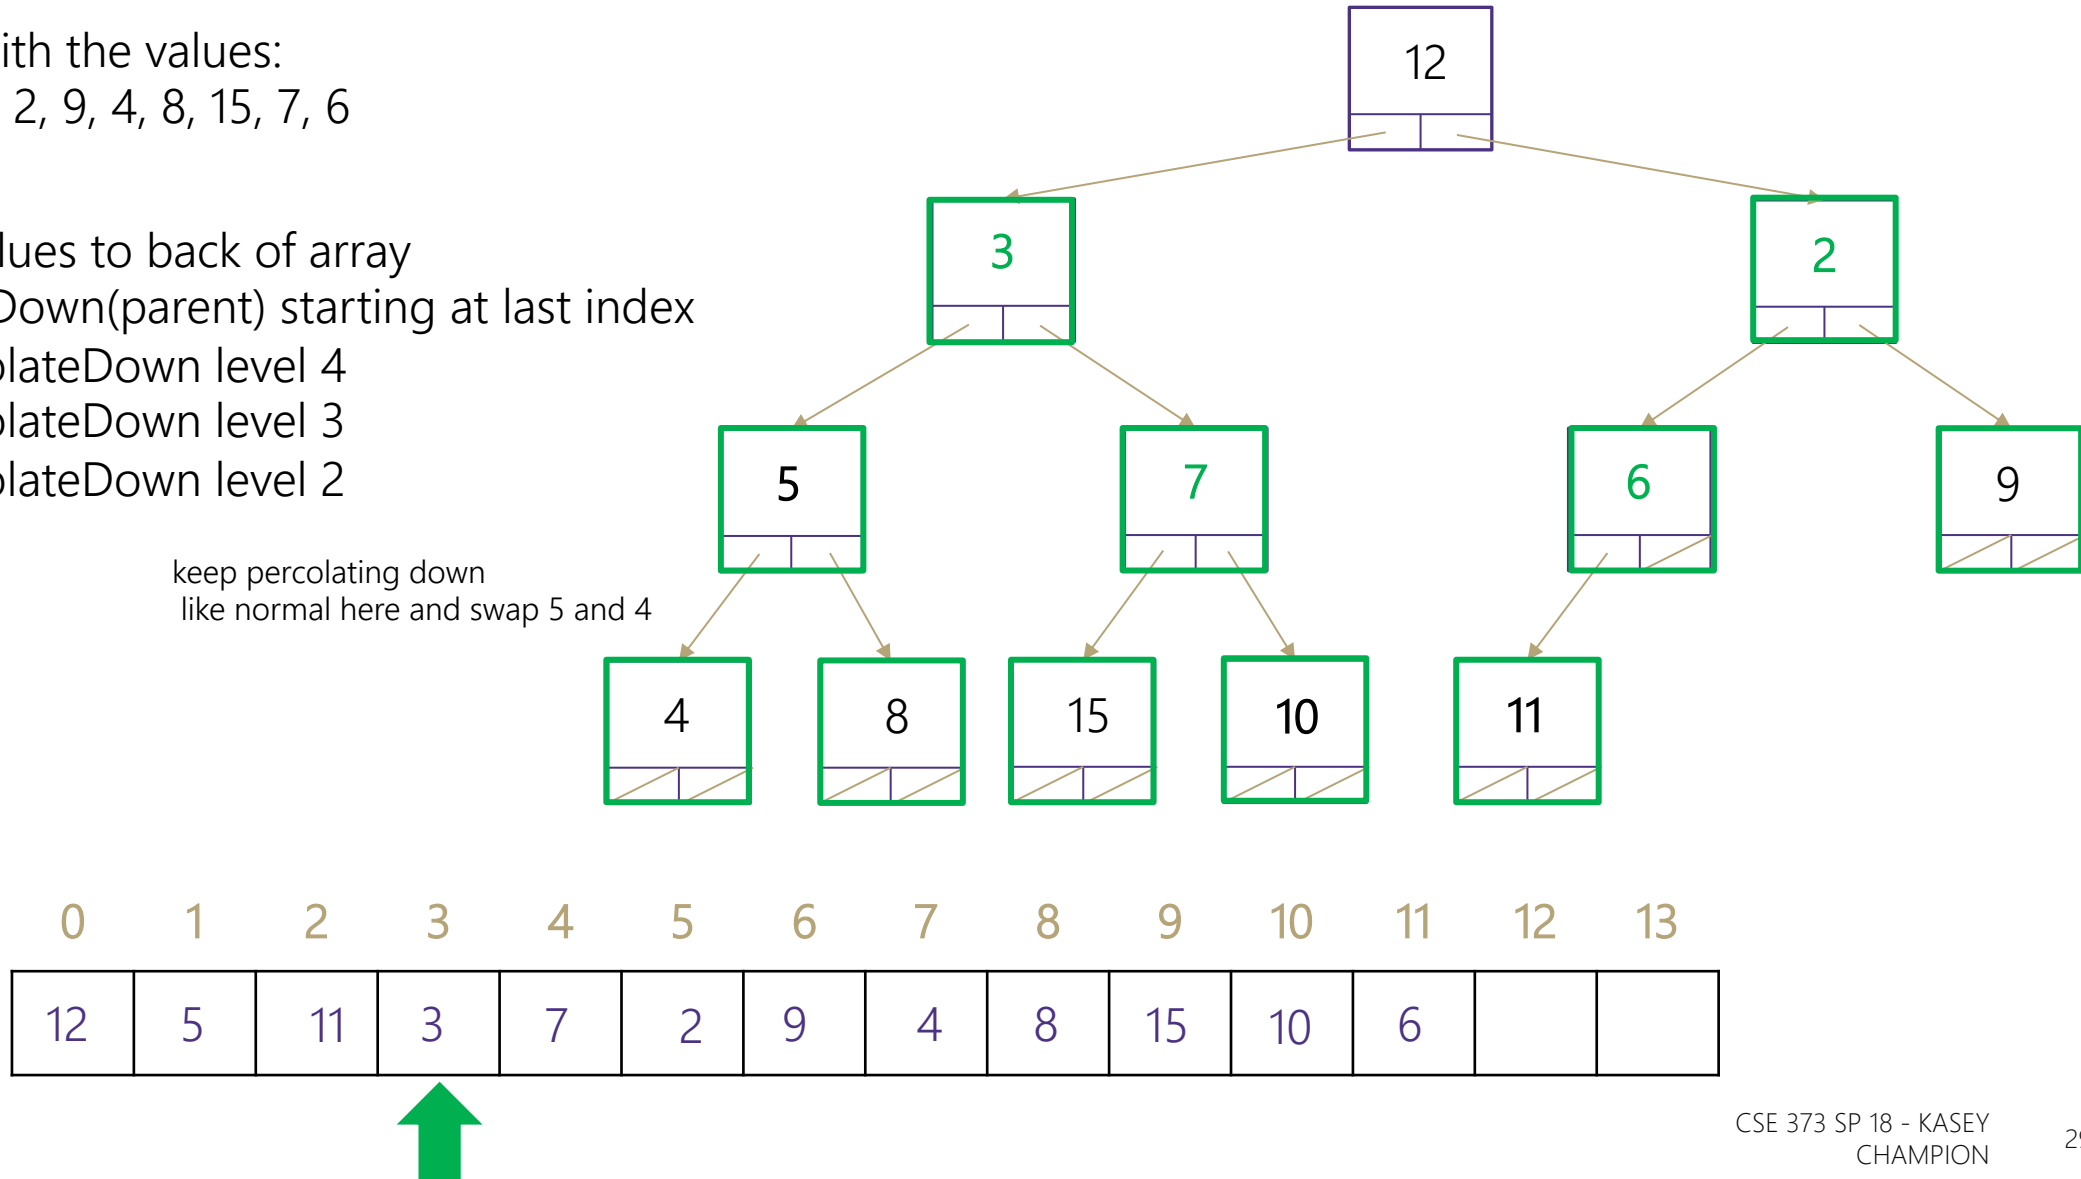 ith the values:
2, 9, 4, 8, 15, 7, 6
lues to back of array
Down(parent) starting at last index
olateDown level 4
olateDown level 3
olateDown level 2
keep percolating down
like normal here and swap 5 and 4
12
3 2
5 7 6 9
4 8 15 10 11
0 1 2 3 4 5 6 7 8 9 10 11 12 13
12 5 11 3 7 2 9 4 8 15 10 6
CSE 373 SP 18 - KASEY
CHAMPION
29